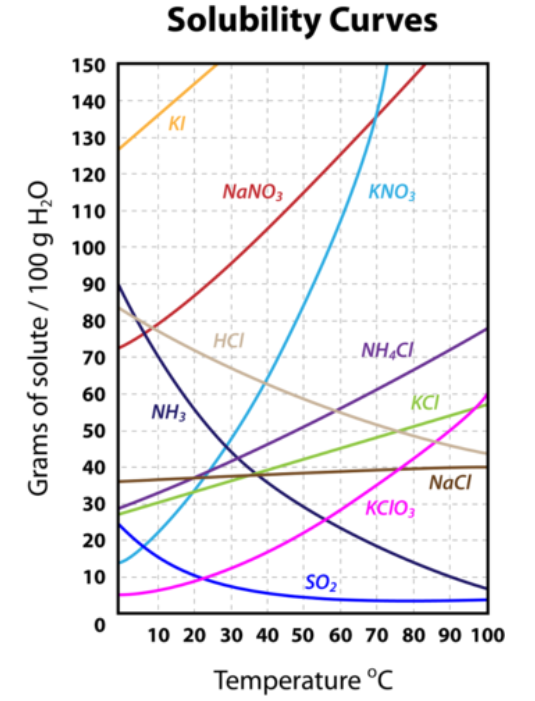 Solubility Curves
Grams of solute / 100 g H₂O
150
140
130
120
110
100
90
80
70
60
50
40
30
20
10
0
KI
NaNO₃
KNO₃
HCl
NH₄Cl
NH₃
KCl
NaCl
KClO₃
SO₂
10 20 30 40 50 60 70 80 90 100
Temperature ⁰C